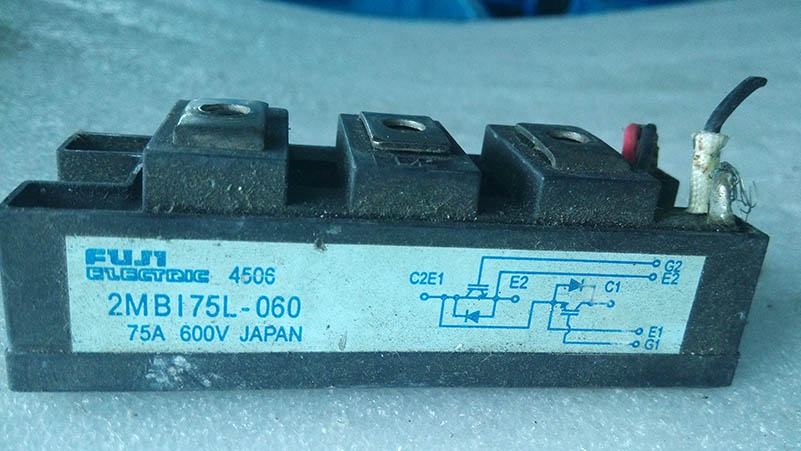 FUJI
ELECTRIC 4506
2MBI75L-060
75A 600V JAPAN
C2E1
E2
C1
G2
E2
E1
G1